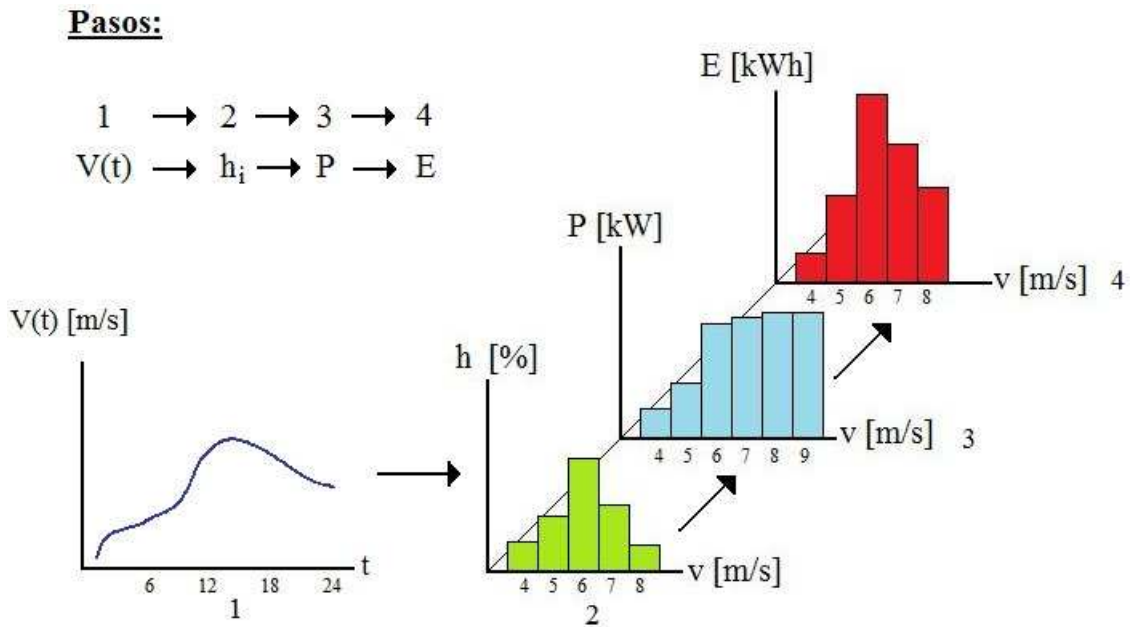 Pasos:
1 → 2 → 3 → 4
V(t) → hᵢ → P → E
E [kWh]
v [m/s] 4
4 5 6 7 8
P [kW]
v [m/s] 3
4 5 6 7 8 9
h [%]
v [m/s]
4 5 6 7 8
2
V(t) [m/s]
t
6 12 18 24
1